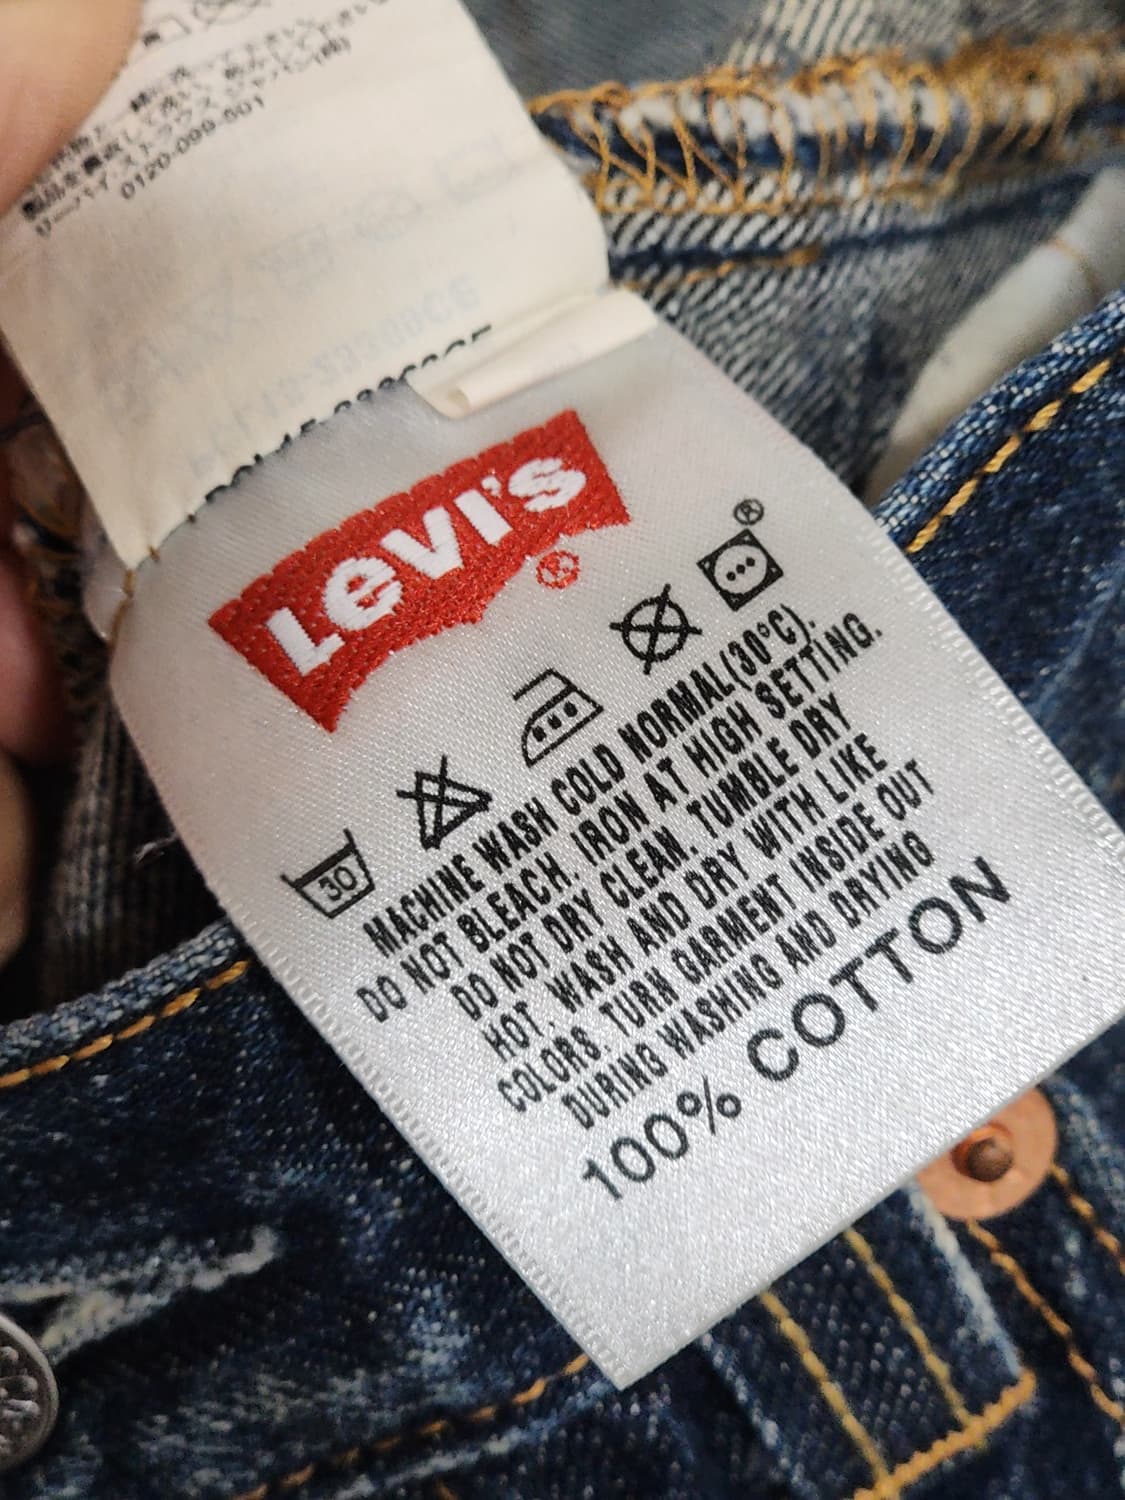 0120-099-501
Levi's®
®
30
MACHINE WASH COLD NORMAL(30°C).
DO NOT BLEACH. IRON AT HIGH SETTING.
DO NOT DRY CLEAN. TUMBLE DRY
HOT. WASH AND DRY WITH LIKE
COLORS. TURN GARMENT INSIDE OUT
DURING WASHING AND DRYING
100% COTTON